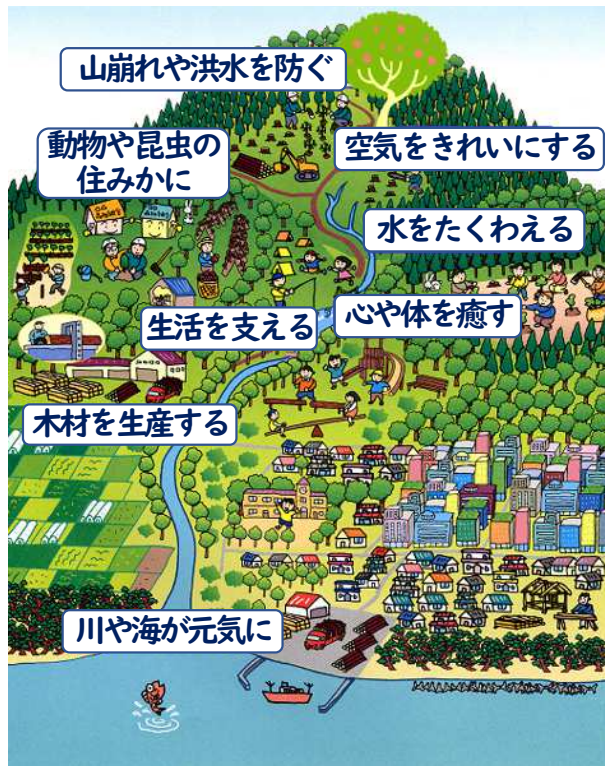 山崩れや洪水を防ぐ
動物や昆虫の
住みかに
空気をきれいにする
水をたくわえる
生活を支える
心や体を癒す
木材を生産する
川や海が元気に